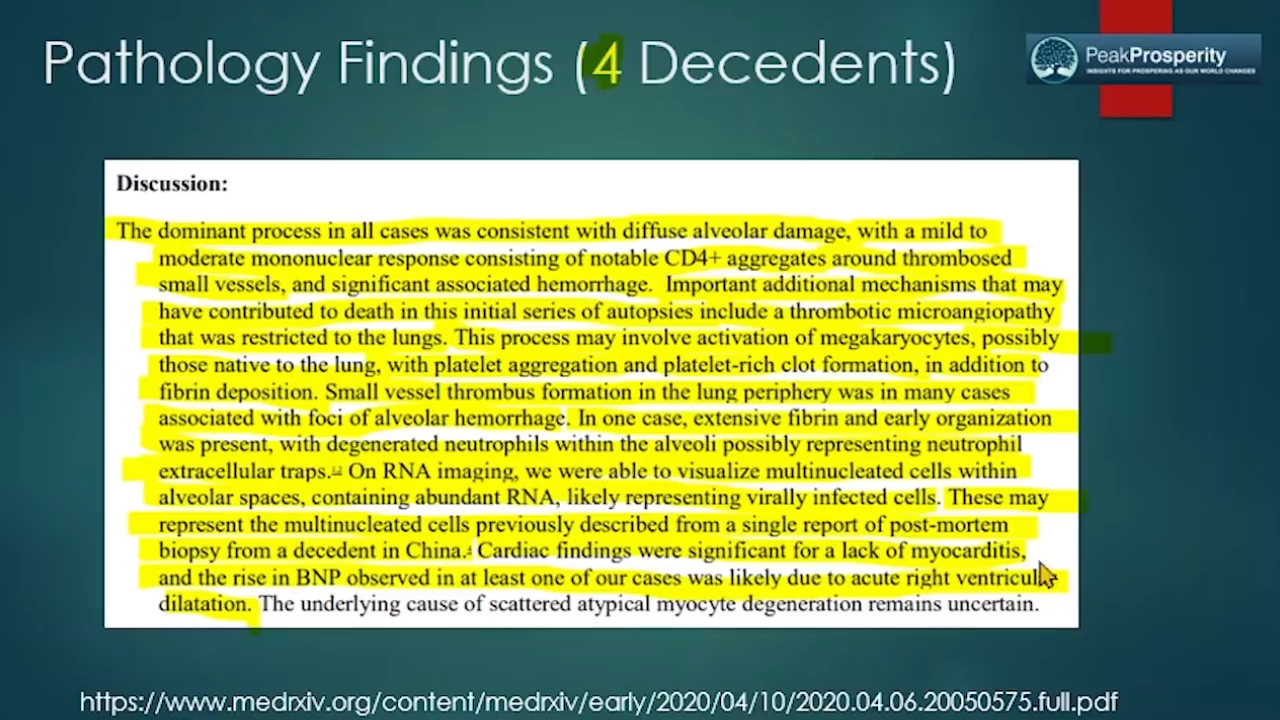 Pathology Findings (4 Decedents)
PeakProsperity
INSIGHTS FOR PROSPERING AS OUR WORLD CHANGES
Discussion:
The dominant process in all cases was consistent with diffuse alveolar damage, with a mild to
moderate mononuclear response consisting of notable CD4+ aggregates around thrombosed
small vessels, and significant associated hemorrhage. Important additional mechanisms that may
have contributed to death in this initial series of autopsies include a thrombotic microangiopathy
that was restricted to the lungs. This process may involve activation of megakaryocytes, possibly
those native to the lung, with platelet aggregation and platelet-rich clot formation, in addition to
fibrin deposition. Small vessel thrombus formation in the lung periphery was in many cases
associated with foci of alveolar hemorrhage. In one case, extensive fibrin and early organization
was present, with degenerated neutrophils within the alveoli possibly representing neutrophil
extracellular traps. On RNA imaging, we were able to visualize multinucleated cells within
alveolar spaces, containing abundant RNA, likely representing virally infected cells. These may
represent the multinucleated cells previously described from a single report of post-mortem
biopsy from a decedent in China. Cardiac findings were significant for a lack of myocarditis,
and the rise in BNP observed in at least one of our cases was likely due to acute right ventricul
dilatation. The underlying cause of scattered atypical myocyte degeneration remains uncertain.
https://www.medrxiv.org/content/medrxiv/early/2020/04/10/2020.04.06.20050575.full.pdf